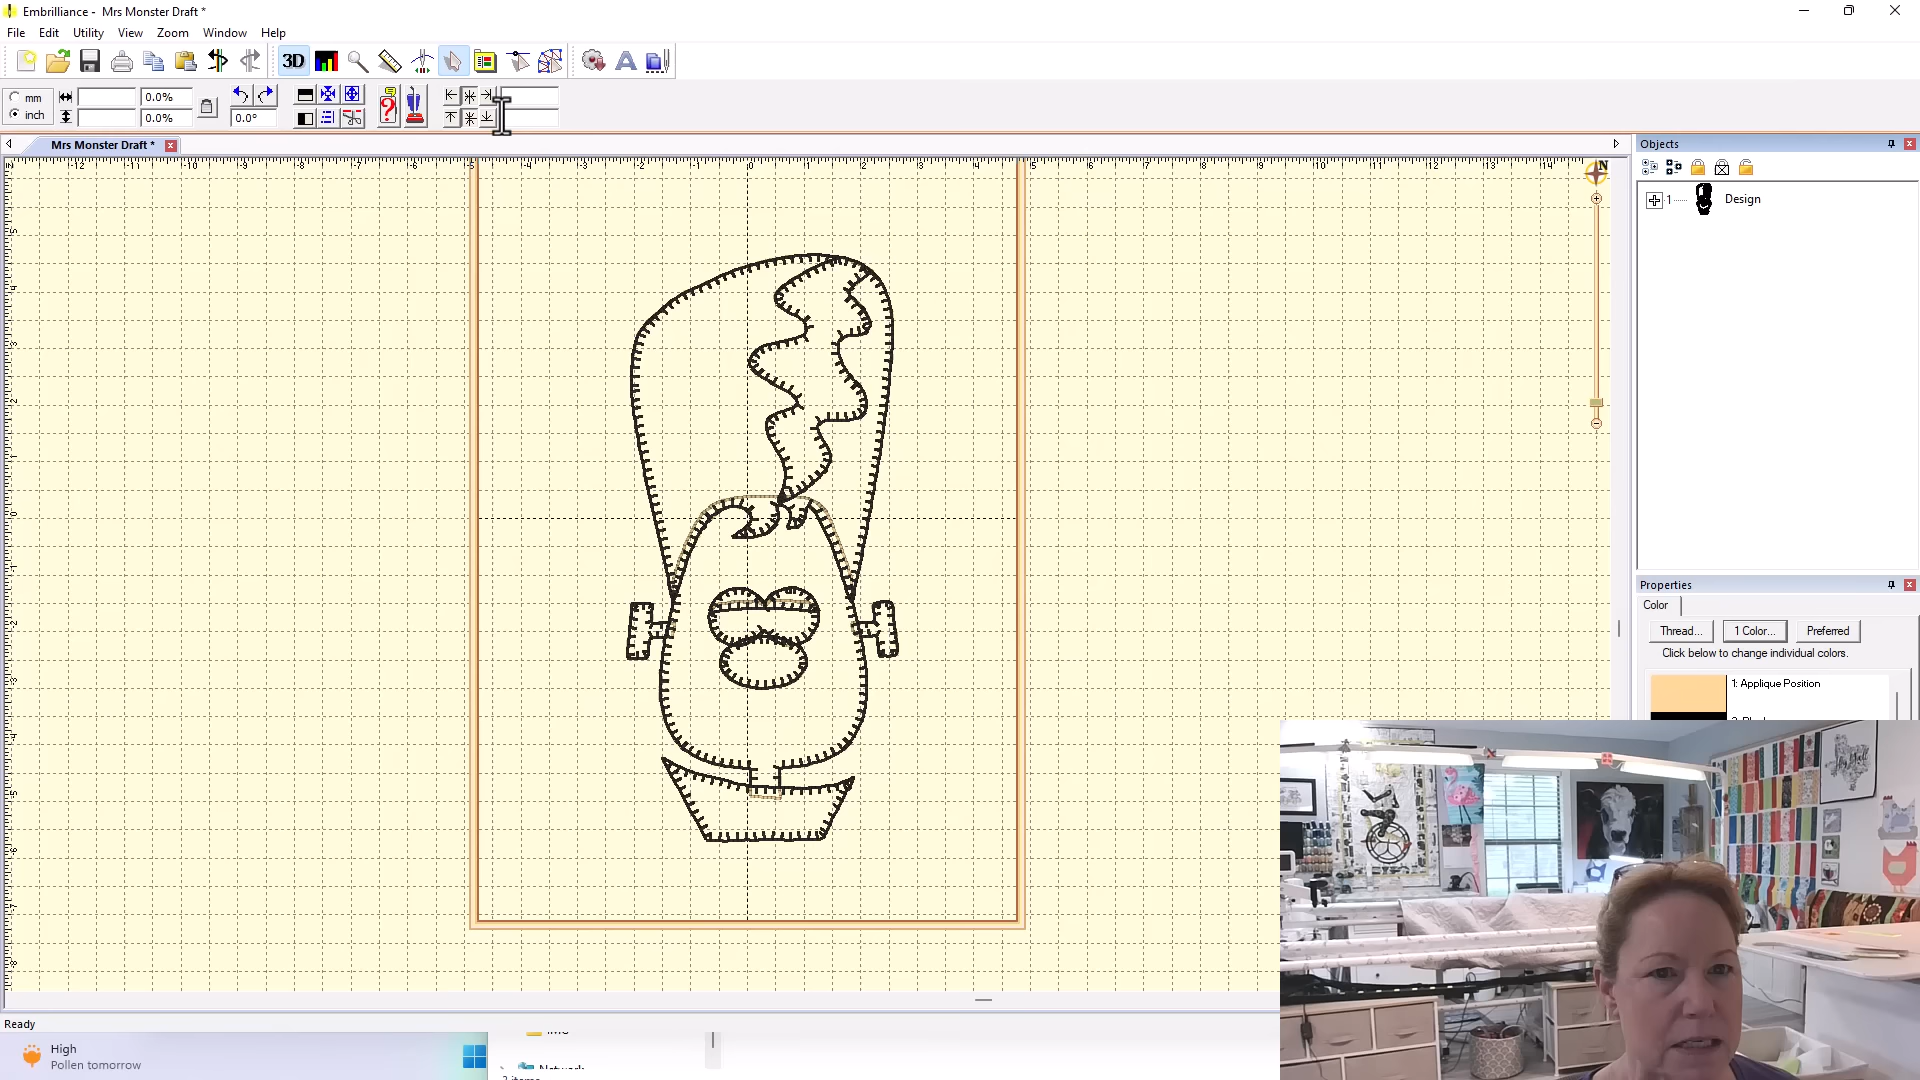 Embrilliance - Mrs Monster Draft *
File Edit Utility View Zoom Window Help
3D
mm
inch
0.0%
0.0%
0.0°
Mrs Monster Draft *
Objects
1 Design
N
Properties
Color
Thread... 1 Color... Preferred
Click below to change individual colors.
1: Applique Position
Ready
High
Pollen tomorrow
Network